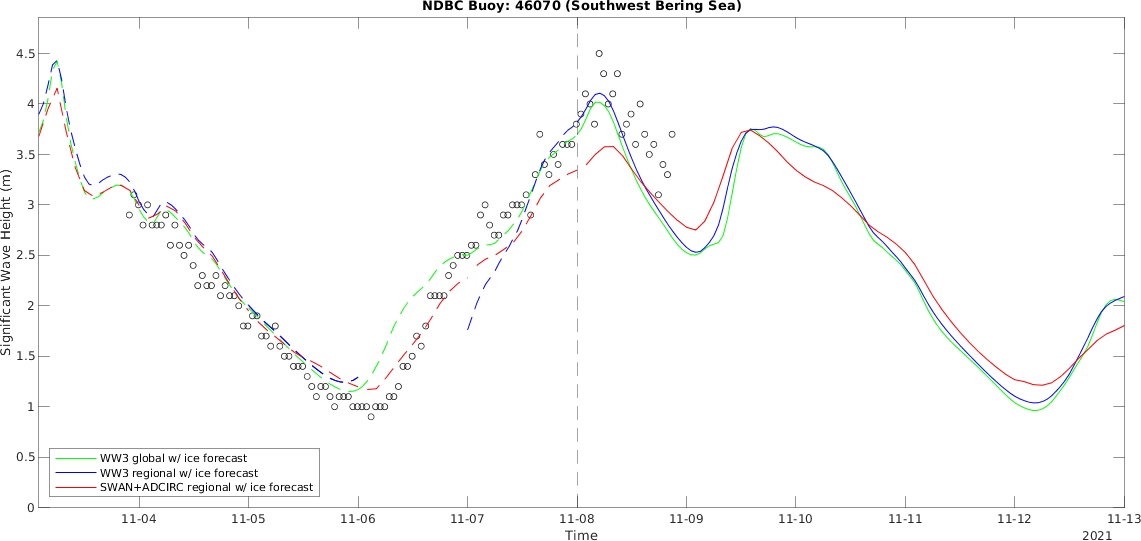 NDBC Buoy: 46070 (Southwest Bering Sea)
Significant Wave Height (m)
4.5
4
3.5
3
2.5
2
1.5
1
0.5
0
WW3 global w/ ice forecast
WW3 regional w/ ice forecast
SWAN+ADCIRC regional w/ ice forecast
11-04 11-05 11-06 11-07 11-08 11-09 11-10 11-11 11-12 11-13
Time
2021